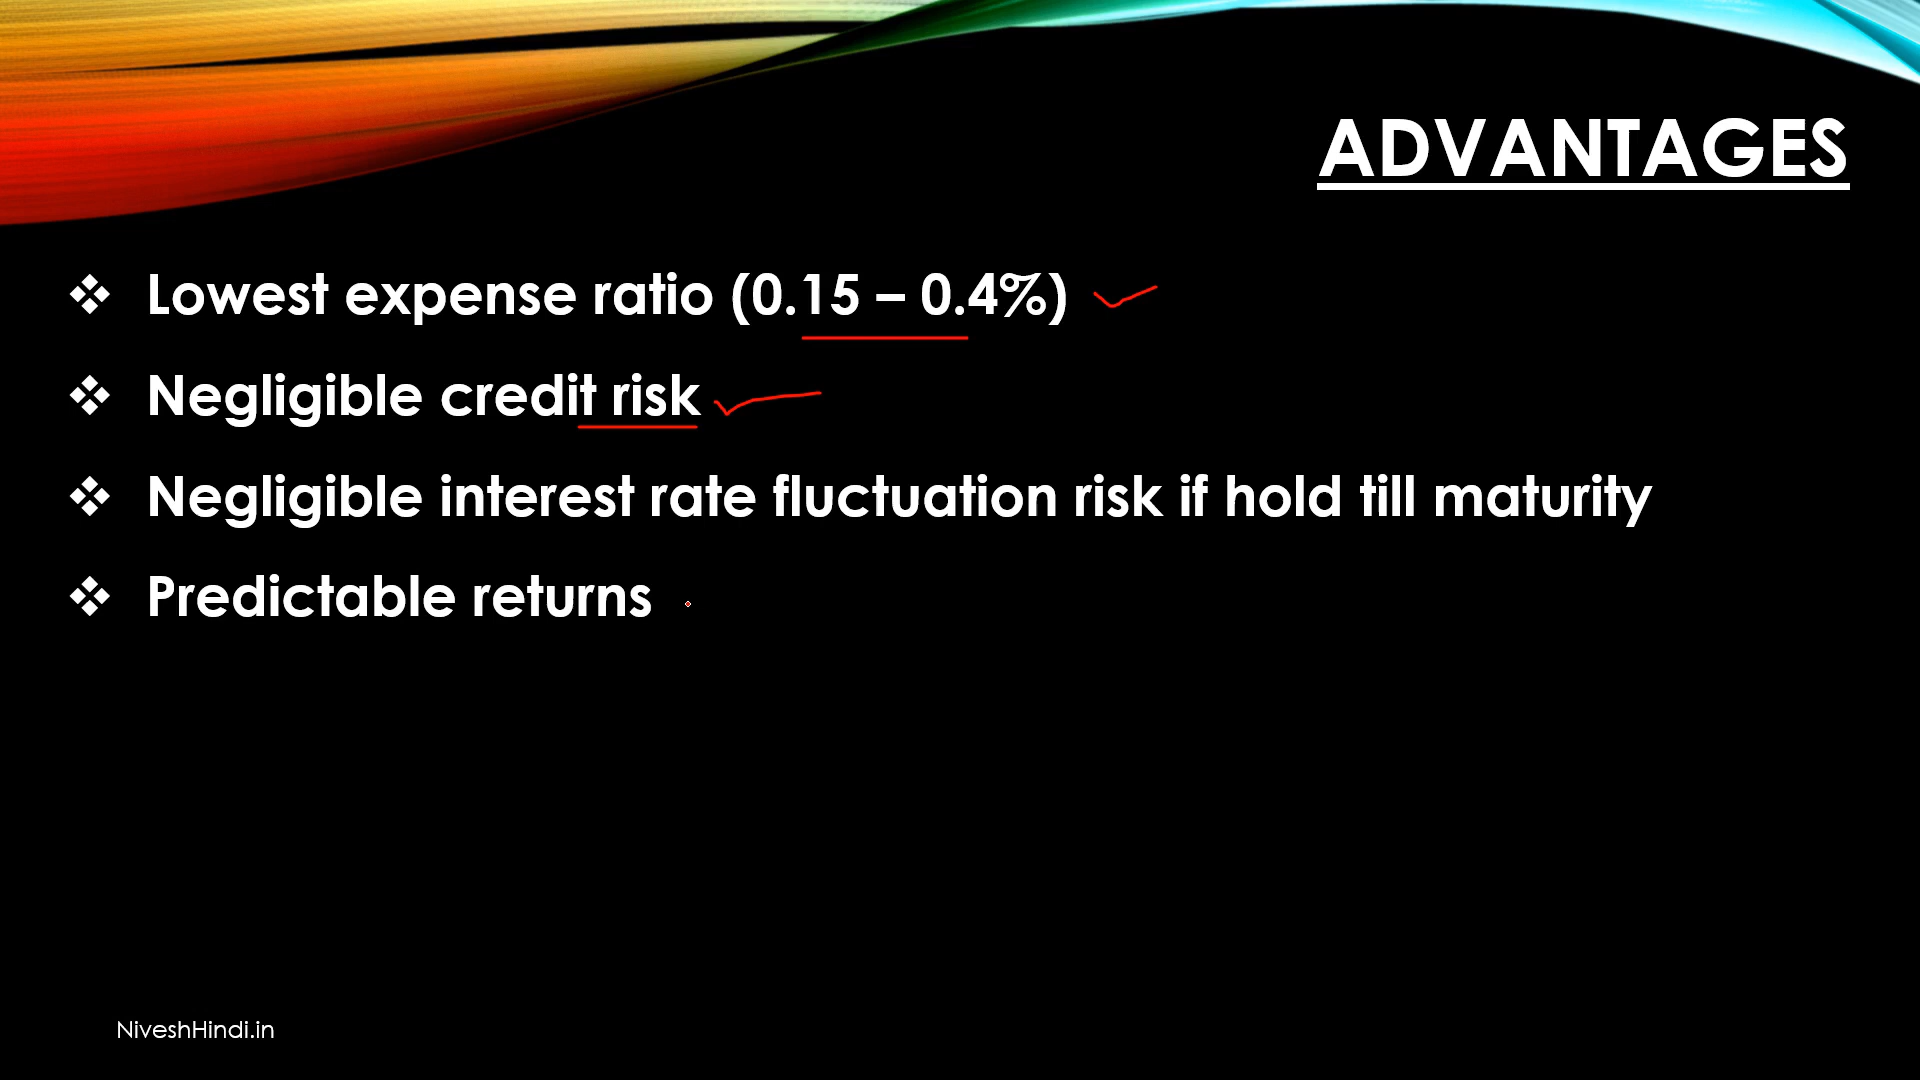 ADVANTAGES
❖ Lowest expense ratio (0.15 – 0.4%)
❖ Negligible credit risk
❖ Negligible interest rate fluctuation risk if hold till maturity
❖ Predictable returns
NiveshHindi.in